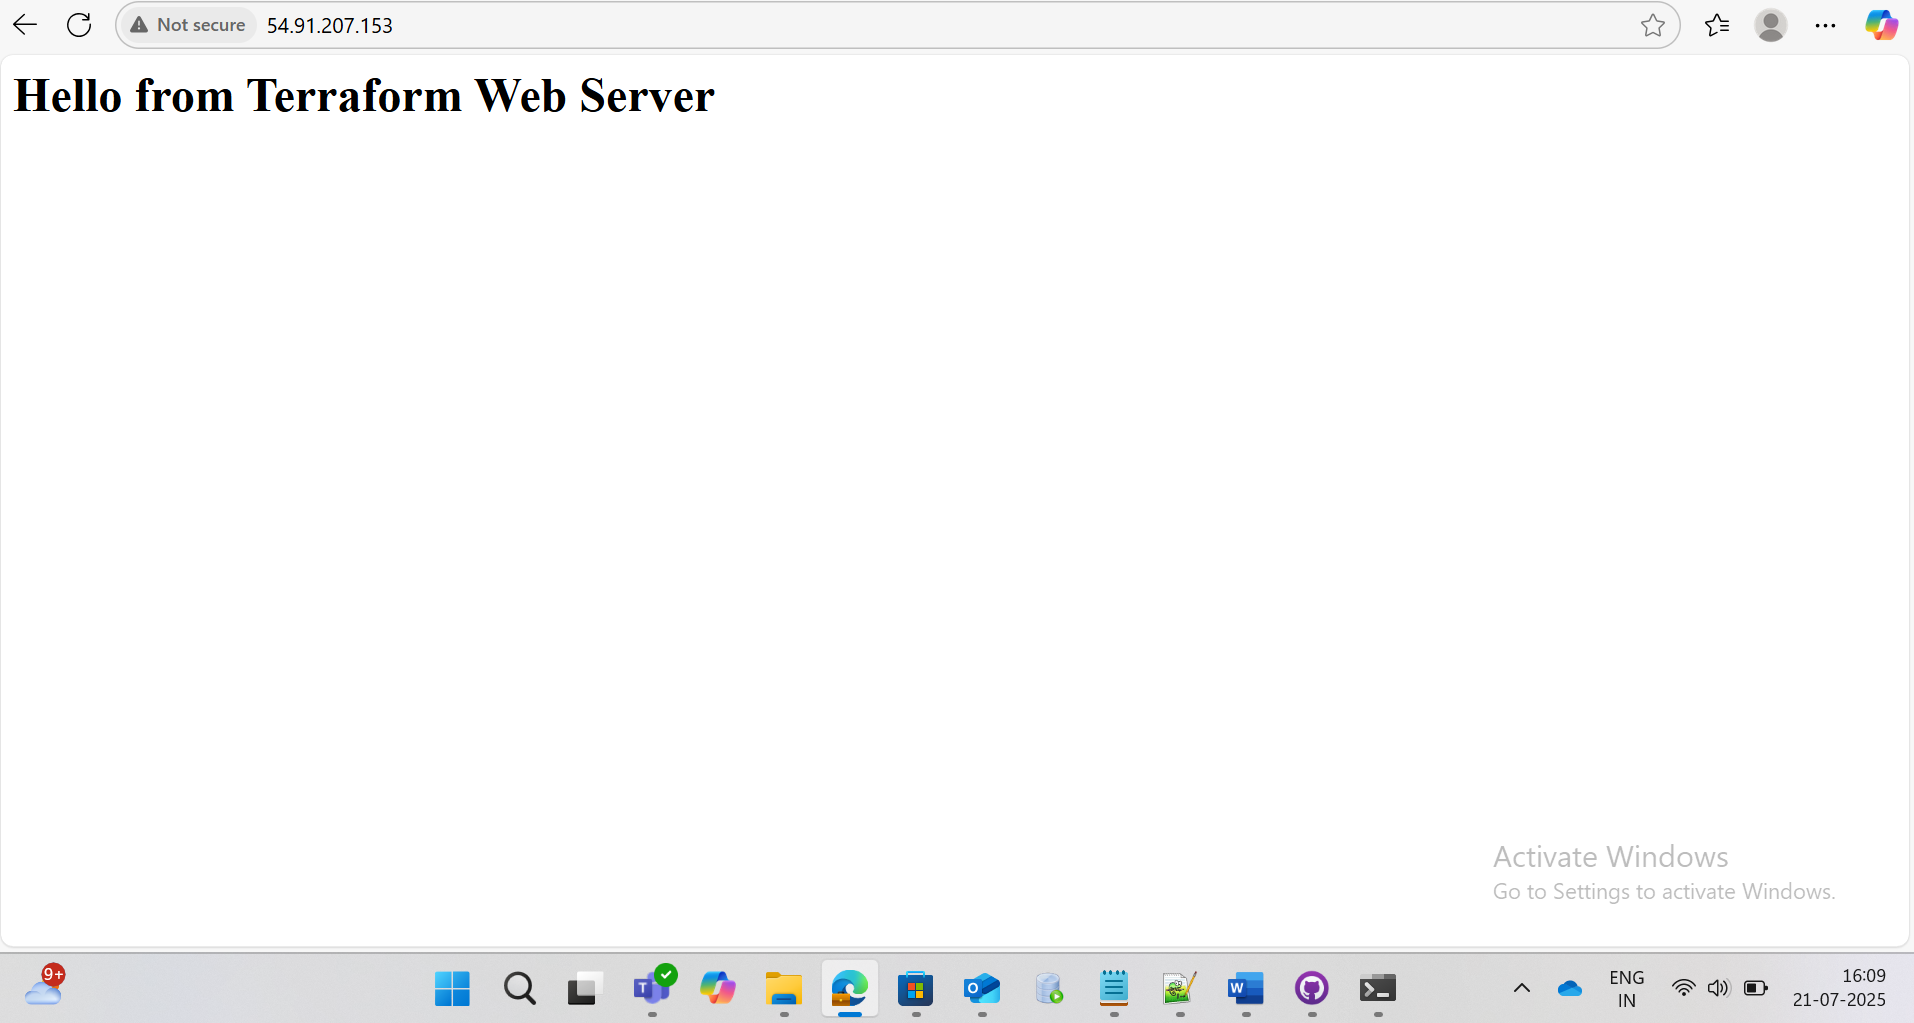 Not secure
54.91.207.153
Hello from Terraform Web Server
Activate Windows
Go to Settings to activate Windows.
9+
T
O
W
ENG
IN
16:09
21-07-2025